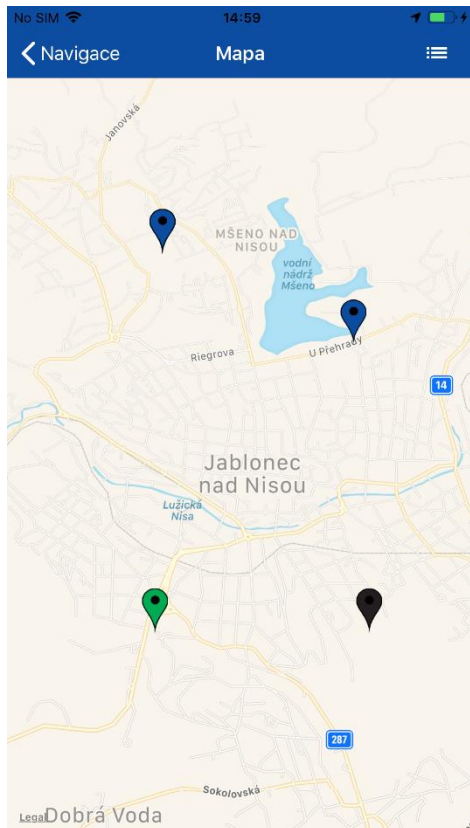 No SIM 14:59
Navigace Mapa
Janovská
MŠENO NAD
NISOU
vodní
nádrž
Mšeno
U Přehrady
Riegrova
14
Jablonec
nad Nisou
Lužická
Nisa
287
Sokolovská
Legal
Dobrá Voda